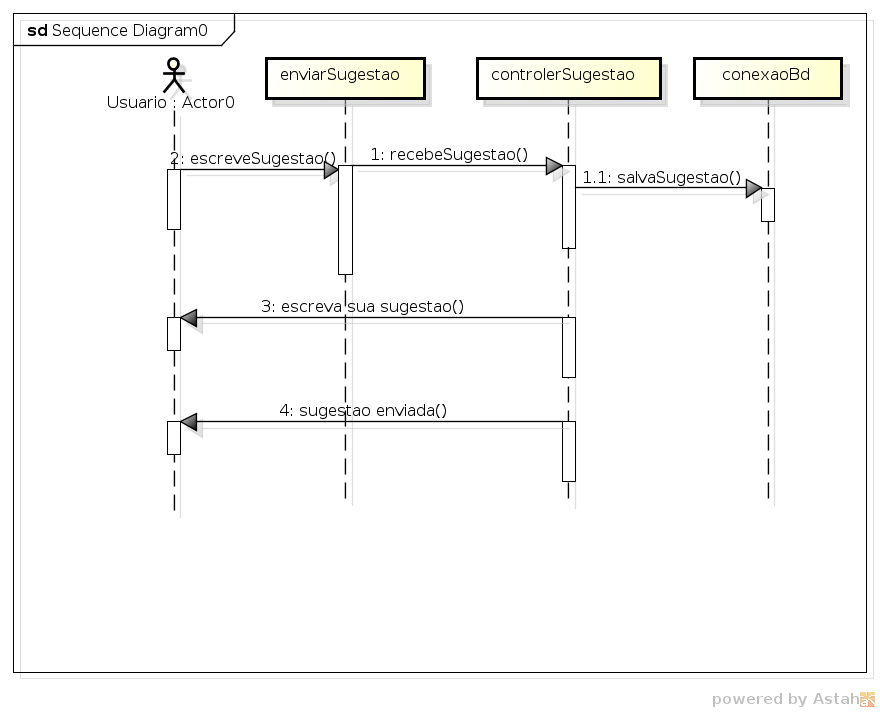 sd Sequence Diagram0
Usuario : Actor0
enviarSugestao
controlerSugestao
conexaoBd
2: escreveSugestao()
1: recebeSugestao()
1.1: salvaSugestao()
3: escreva sua sugestao()
4: sugestao enviada()
powered by Astah